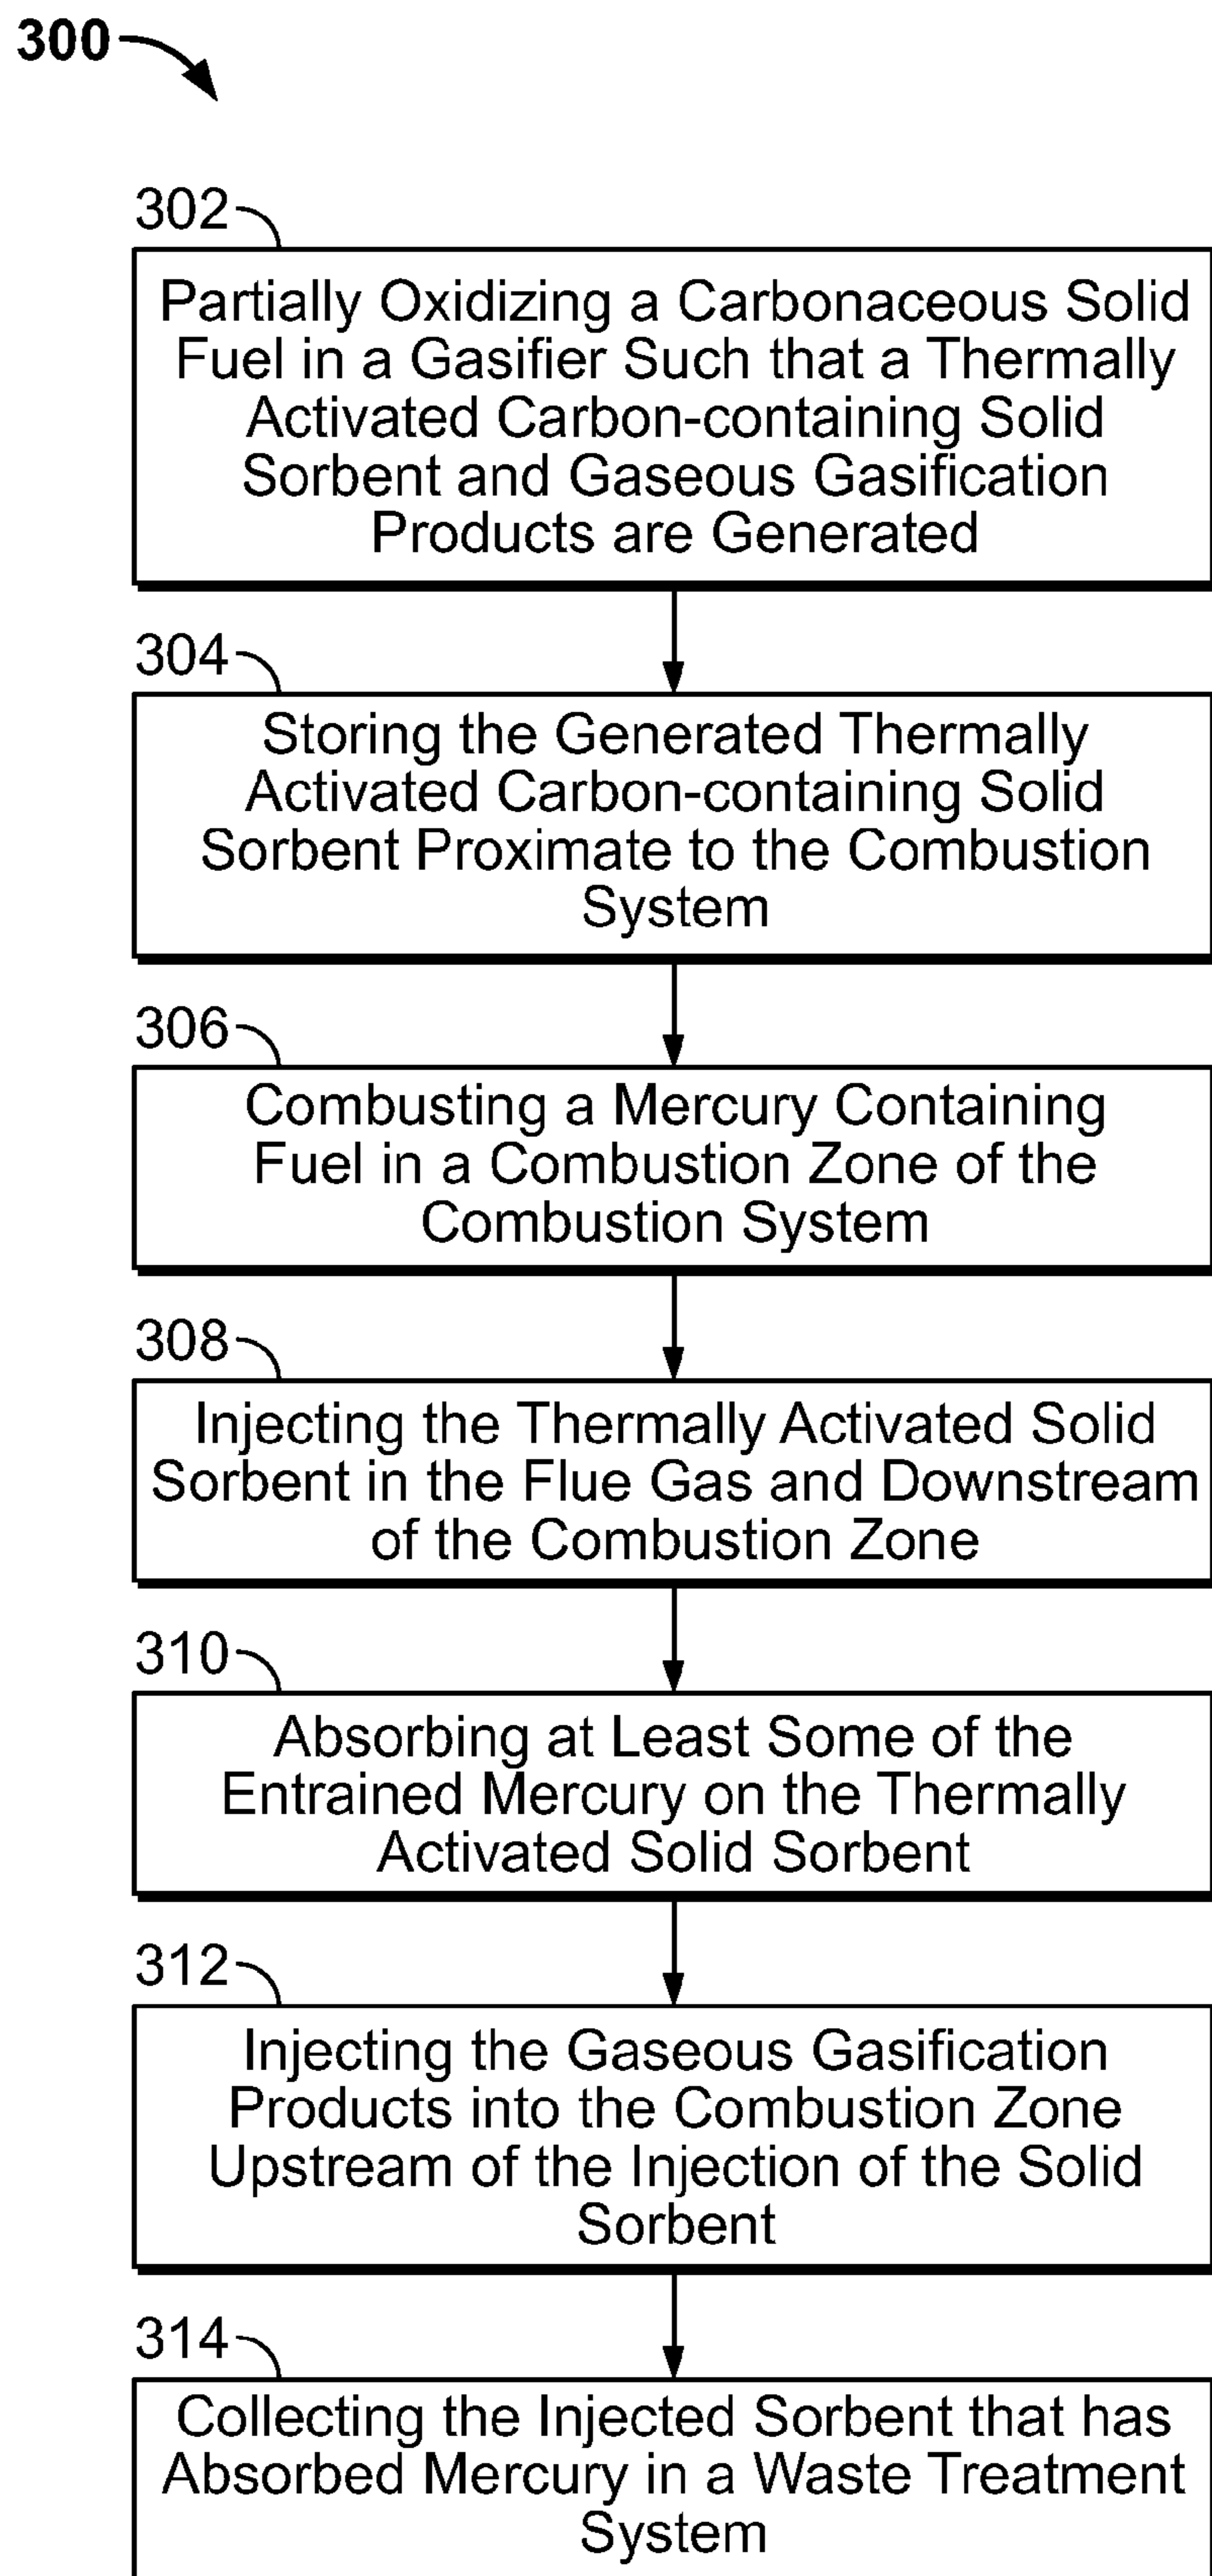 300
302
Partially Oxidizing a Carbonaceous Solid
Fuel in a Gasifier Such that a Thermally
Activated Carbon-containing Solid
Sorbent and Gaseous Gasification
Products are Generated
304
Storing the Generated Thermally
Activated Carbon-containing Solid
Sorbent Proximate to the Combustion
System
306
Combusting a Mercury Containing
Fuel in a Combustion Zone of the
Combustion System
308
Injecting the Thermally Activated Solid
Sorbent in the Flue Gas and Downstream
of the Combustion Zone
310
Absorbing at Least Some of the
Entrained Mercury on the Thermally
Activated Solid Sorbent
312
Injecting the Gaseous Gasification
Products into the Combustion Zone
Upstream of the Injection of the Solid
Sorbent
314
Collecting the Injected Sorbent that has
Absorbed Mercury in a Waste Treatment
System